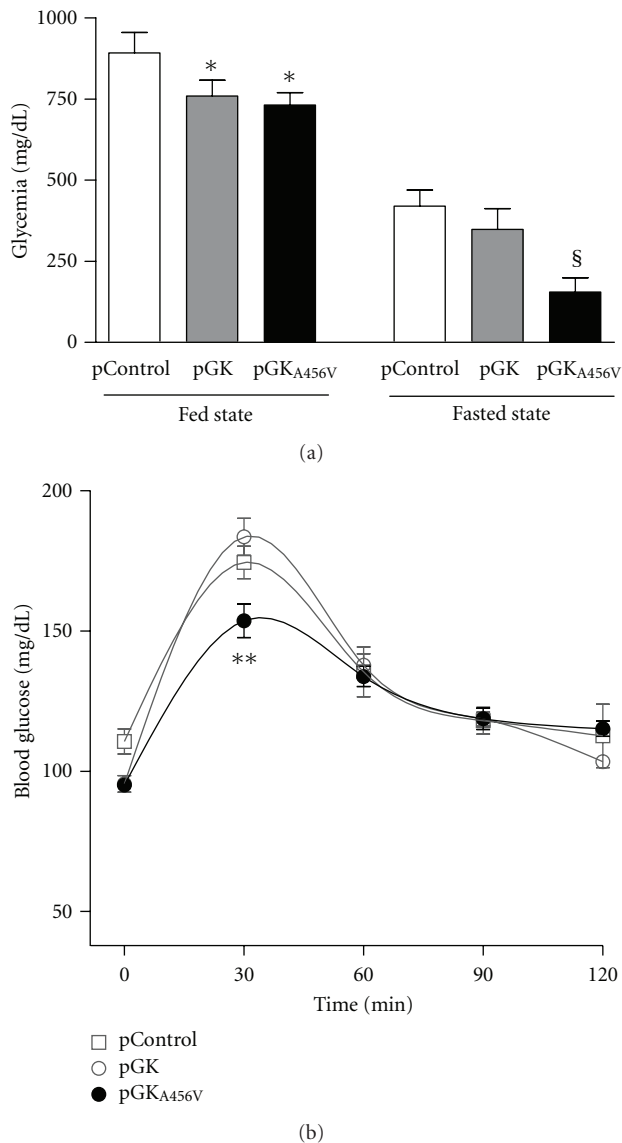 1000
750
500
250
0
Glycemia (mg/dL)
*
*
§
pControl pGK pGKA456V pControl pGK pGKA456V
Fed state Fasted state
(a)
200
150
100
50
Blood glucose (mg/dL)
**
0 30 60 90 120
Time (min)
pControl
pGK
pGKA456V
(b)